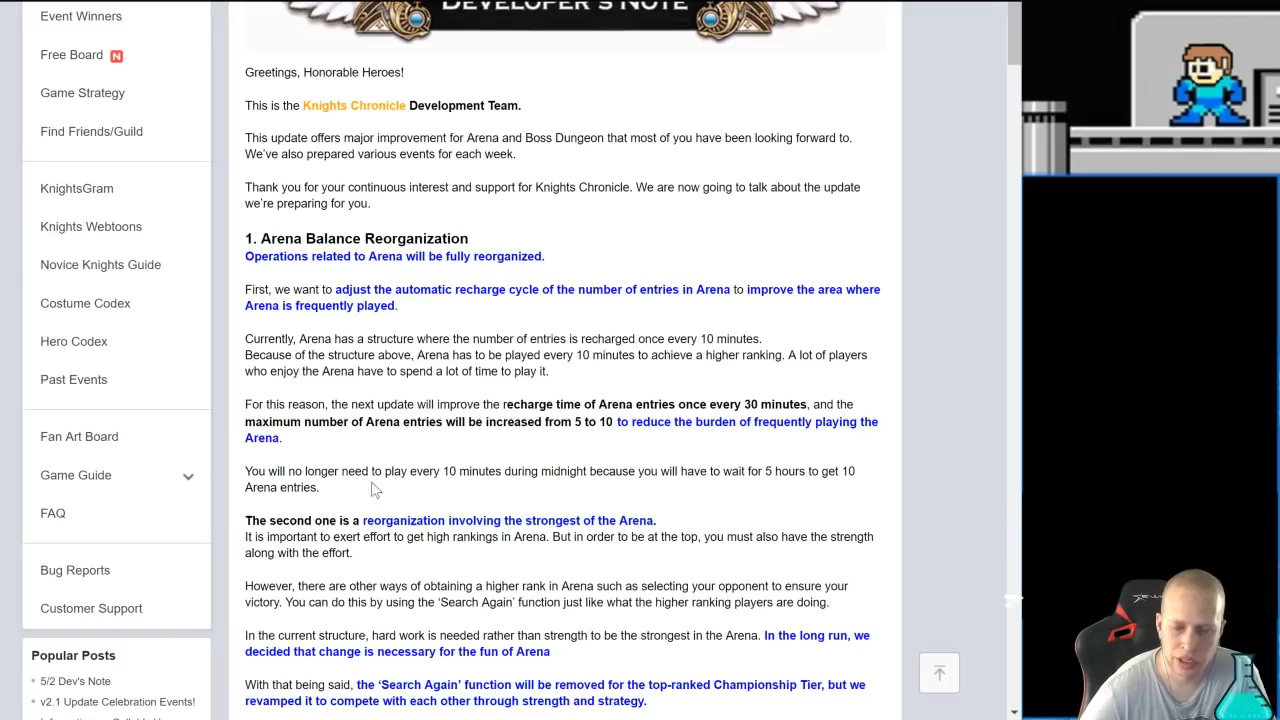 DEVELOPER'S NOTE
Event Winners
Free Board N
Game Strategy
Find Friends/Guild
KnightsGram
Knights Webtoons
Novice Knights Guide
Costume Codex
Hero Codex
Past Events
Fan Art Board
Game Guide
FAQ
Bug Reports
Customer Support
Popular Posts
5/2 Dev's Note
v2.1 Update Celebration Events!
Greetings, Honorable Heroes!
This is the Knights Chronicle Development Team.
This update offers major improvement for Arena and Boss Dungeon that most of you have been looking forward to.
We've also prepared various events for each week.
Thank you for your continuous interest and support for Knights Chronicle. We are now going to talk about the update
we're preparing for you.
1. Arena Balance Reorganization
Operations related to Arena will be fully reorganized.
First, we want to adjust the automatic recharge cycle of the number of entries in Arena to improve the area where
Arena is frequently played.
Currently, Arena has a structure where the number of entries is recharged once every 10 minutes.
Because of the structure above, Arena has to be played every 10 minutes to achieve a higher ranking. A lot of players
who enjoy the Arena have to spend a lot of time to play it.
For this reason, the next update will improve the recharge time of Arena entries once every 30 minutes, and the
maximum number of Arena entries will be increased from 5 to 10 to reduce the burden of frequently playing the
Arena.
You will no longer need to play every 10 minutes during midnight because you will have to wait for 5 hours to get 10
Arena entries.
The second one is a reorganization involving the strongest of the Arena.
It is important to exert effort to get high rankings in Arena. But in order to be at the top, you must also have the strength
along with the effort.
However, there are other ways of obtaining a higher rank in Arena such as selecting your opponent to ensure your
victory. You can do this by using the ‘Search Again’ function just like what the higher ranking players are doing.
In the current structure, hard work is needed rather than strength to be the strongest in the Arena. In the long run, we
decided that change is necessary for the fun of Arena
With that being said, the ‘Search Again’ function will be removed for the top-ranked Championship Tier, but we
revamped it to compete with each other through strength and strategy.